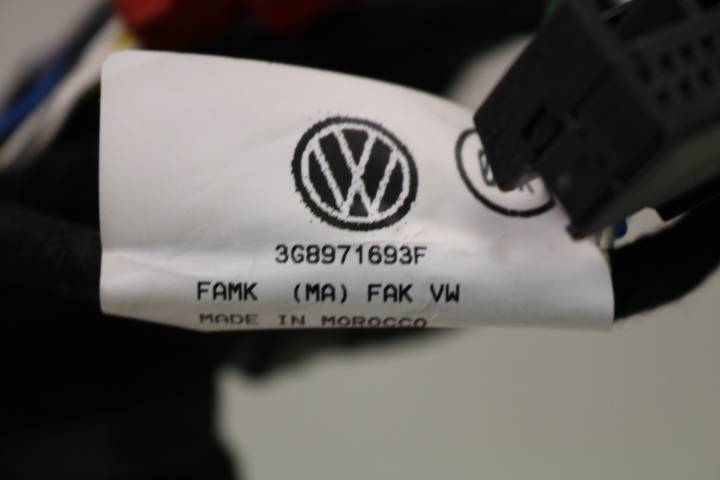 3G8971693F
FAMK (MA) FAK VW
MADE IN MOROCCO